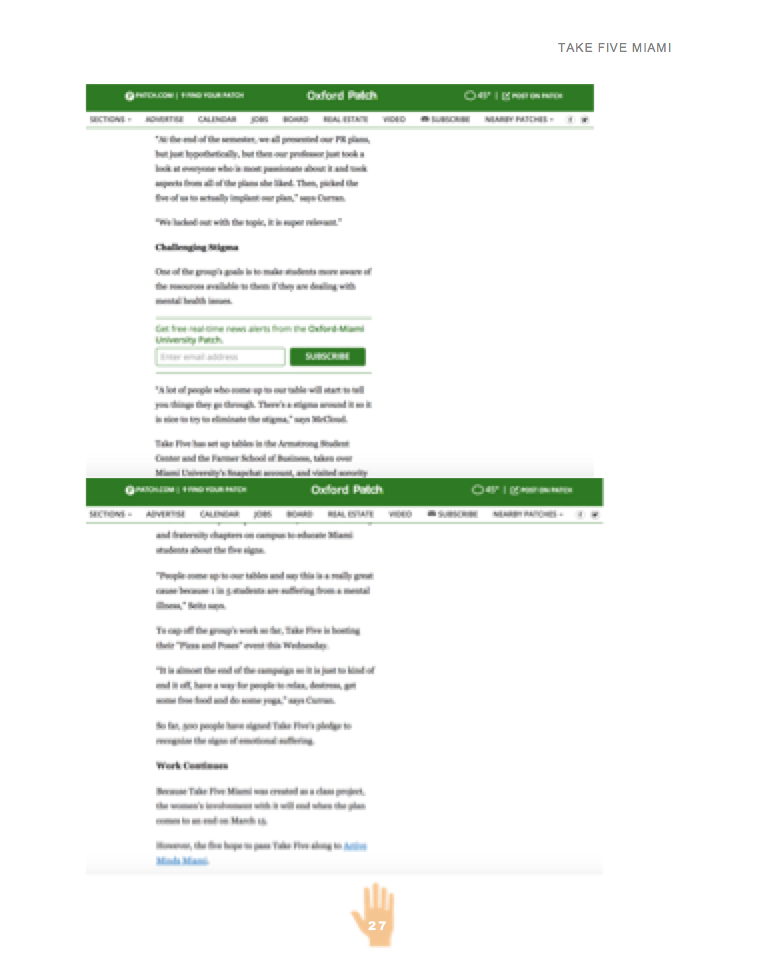 TAKE FIVE MIAMI
PATCH.COM | FIND YOUR PATCH Oxford Patch 45° | POST ON PATCH
SECTIONS ADVERTISE CALENDAR JOBS BOARD REAL ESTATE VIDEO SUBSCRIBE NEARBY PATCHES
"At the end of the semester, we all presented our PR plans,
but just hypothetically, but then our professor just took a
look at everyone who is most passionate about it and took
aspects from all of the plans she liked. Then, picked the
five of us to actually implant our plan," says Curran.
"We lucked out with the topic, it is super relevant."
Challenging Stigma
One of the group's goals is to make students more aware of
the resources available to them if they are dealing with
mental health issues.
Get free real-time news alerts from the Oxford-Miami
University Patch.
Enter email address SUBSCRIBE
"A lot of people who come up to our table will start to tell
you things they go through. There's a stigma around it so it
is nice to try to eliminate the stigma," says McCloud.
Take Five has set up tables in the Armstrong Student
Center and the Farmer School of Business, taken over
Miami University's Snapchat account, and visited sorority
PATCH.COM | FIND YOUR PATCH Oxford Patch 45° | POST ON PATCH
SECTIONS ADVERTISE CALENDAR JOBS BOARD REAL ESTATE VIDEO SUBSCRIBE NEARBY PATCHES
and fraternity chapters on campus to educate Miami
students about the five signs.
"People come up to our tables and say this is a really great
cause because 1 in 5 students are suffering from a mental
illness," Seitz says.
To cap off the group's work so far, Take Five is hosting
their "Pizza and Poses" event this Wednesday.
"It is almost the end of the campaign so it is just to kind of
end it off, have a way for people to relax, destress, get
some free food and do some yoga," says Curran.
So far, 500 people have signed Take Five's pledge to
recognize the signs of emotional suffering.
Work Continues
Because Take Five Miami was created as a class project,
the women's involvement with it will end when the plan
comes to an end on March
However, the five hope to pass Take Five along to Active
Minds Miami.
27